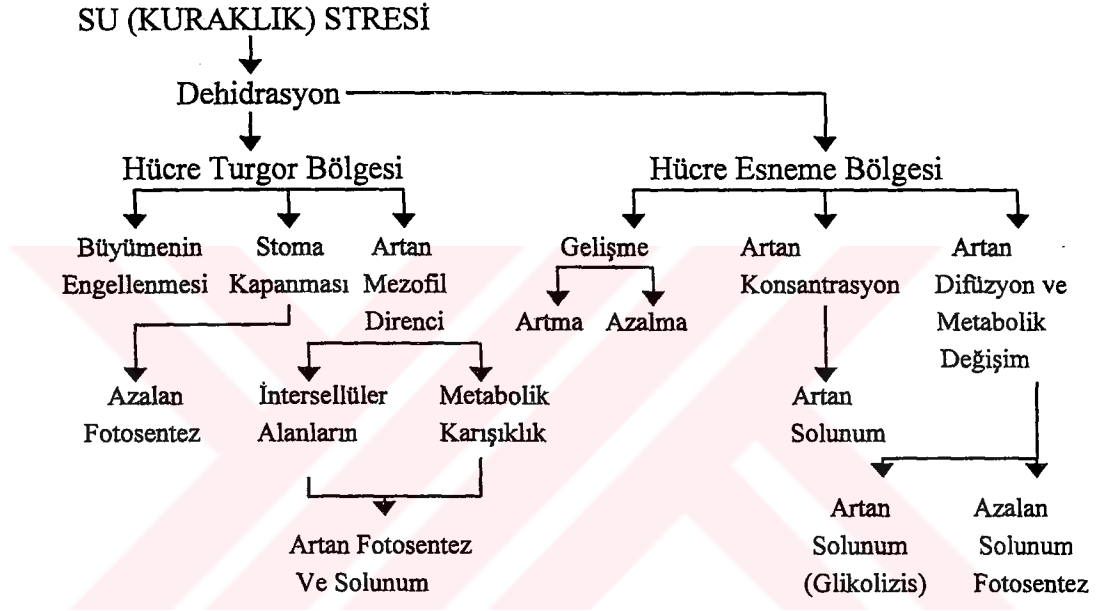 SU (KURAKLIK) STRESİ
Dehidrasyon
Hücre Turgor Bölgesi
Hücre Esneme Bölgesi
Büyümenin
Engellenmesi
Stoma
Kapanması
Artan
Mezofil
Direnci
Gelişme
Artma
Azalma
Artan
Konsantrasyon
Artan
Difüzyon ve
Metabolik
Değişim
Azalan
Fotosentez
İntersellüler
Alanların
Metabolik
Karışıklık
Artan
Solunum
Artan Fotosentez
Ve Solunum
Artan
Solunum
(Glikolizis)
Azalan
Solunum
Fotosentez